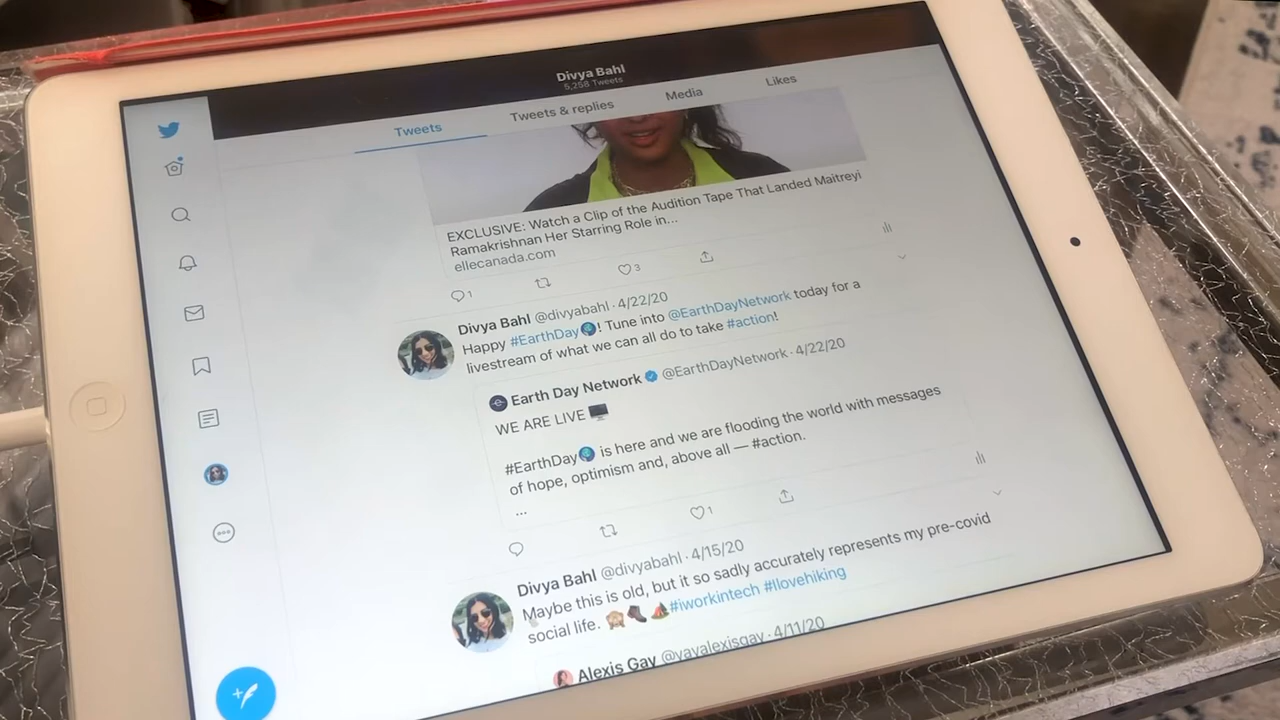 Divya Bahl
5,258 Tweets
Tweets
Tweets & replies
Media
Likes
EXCLUSIVE: Watch a Clip of the Audition Tape That Landed Maitreyi
Ramakrishnan Her Starring Role in...
ellecanada.com
1
3
Divya Bahl @divyabahl · 4/22/20
Happy #EarthDay🌎! Tune into @EarthDayNetwork today for a
livestream of what we can all do to take #action!
Earth Day Network @EarthDayNetwork · 4/22/20
WE ARE LIVE 🖥️
#EarthDay🌎 is here and we are flooding the world with messages
of hope, optimism and, above all — #action.
...
1
Divya Bahl @divyabahl · 4/15/20
Maybe this is old, but it so sadly accurately represents my pre-covid
social life. 🙈🥾🏕️#iworkintech #Ilovehiking
Alexis Gay @yayalexisgay · 4/11/20